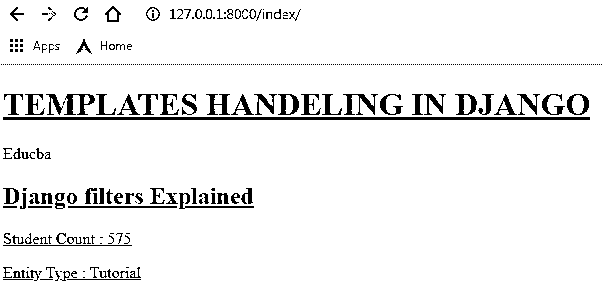 127.0.0.1:8000/index/
Apps Home
TEMPLATES HANDELING IN DJANGO
Educba
Django filters Explained
Student Count : 575
Entity Type : Tutorial